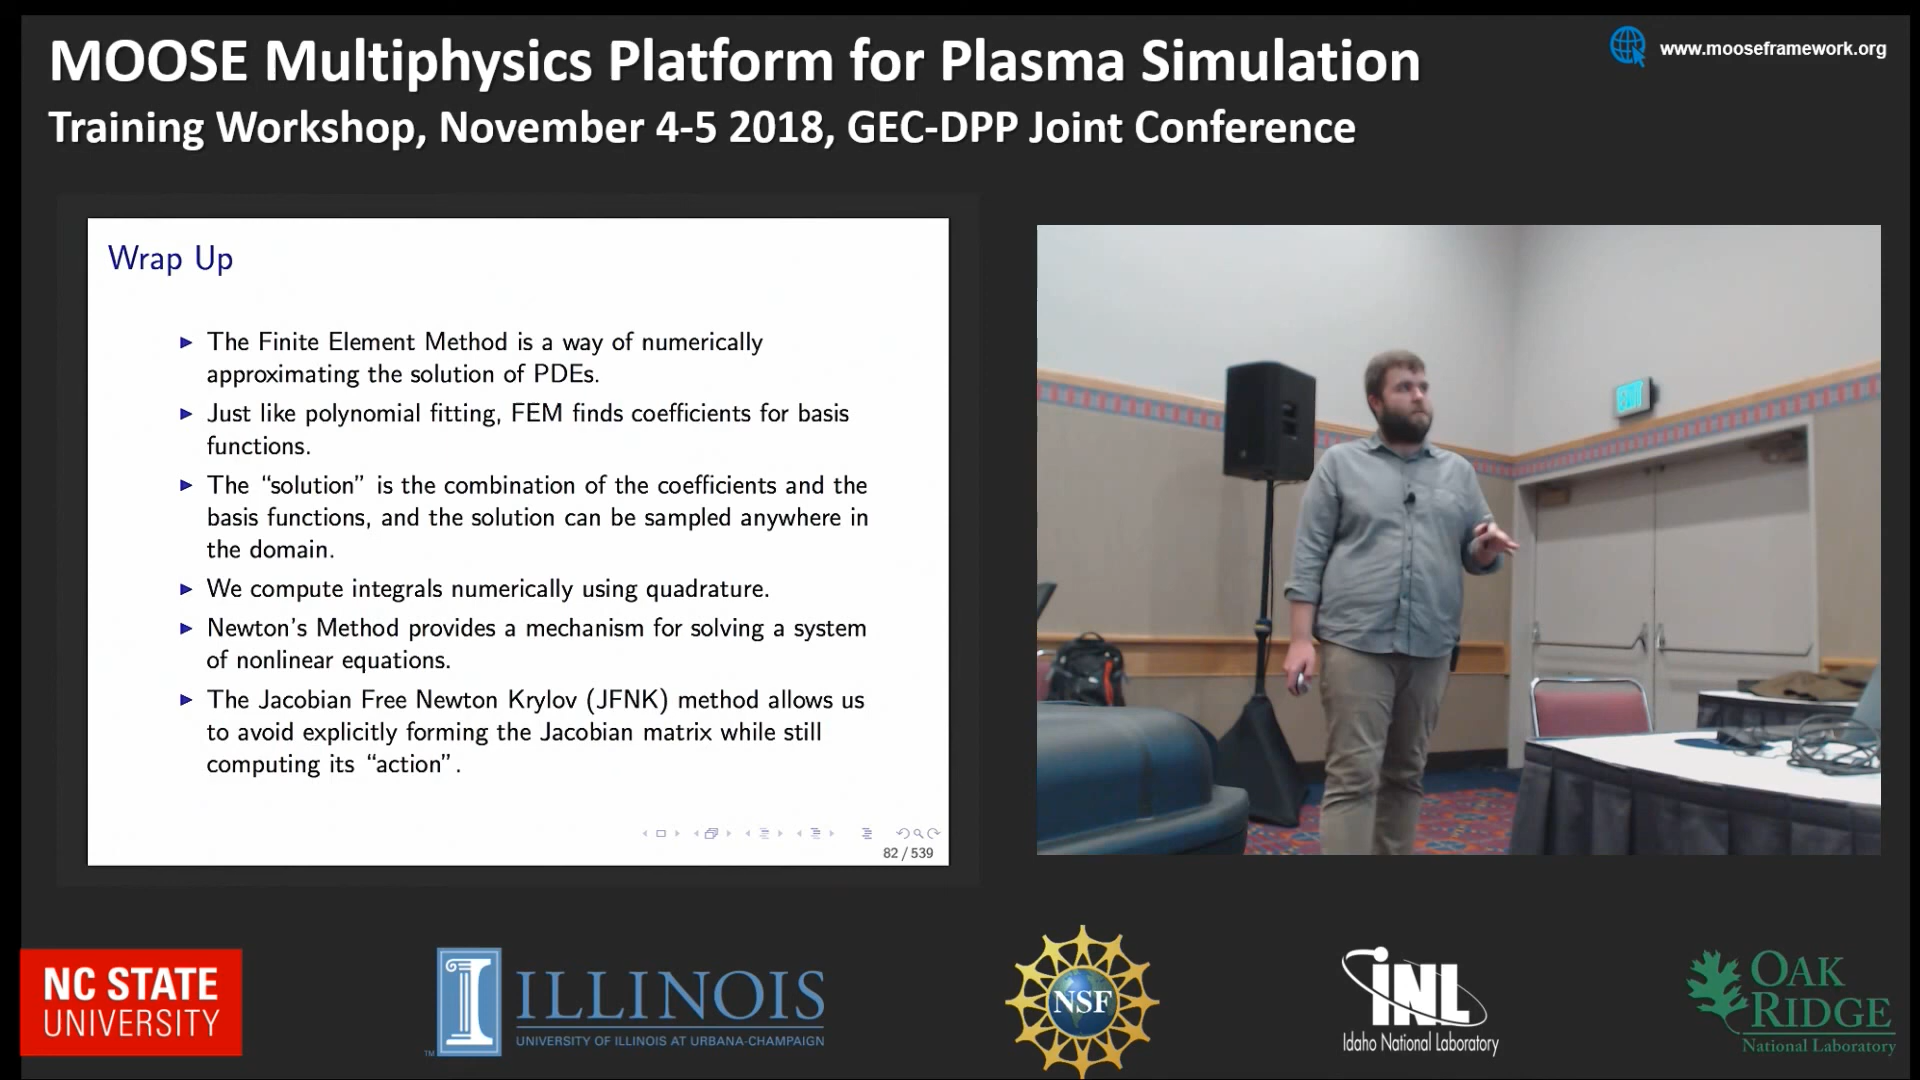 MOOSE Multiphysics Platform for Plasma Simulation
www.mooseframework.org
Training Workshop, November 4-5 2018, GEC-DPP Joint Conference
Wrap Up
The Finite Element Method is a way of numerically
approximating the solution of PDEs.
Just like polynomial fitting, FEM finds coefficients for basis
functions.
The “solution” is the combination of the coefficients and the
basis functions, and the solution can be sampled anywhere in
the domain.
We compute integrals numerically using quadrature.
Newton's Method provides a mechanism for solving a system
of nonlinear equations.
The Jacobian Free Newton Krylov (JFNK) method allows us
to avoid explicitly forming the Jacobian matrix while still
computing its “action”.
82 / 539
EXIT
NC STATE
UNIVERSITY
I ILLINOIS
UNIVERSITY OF ILLINOIS AT URBANA-CHAMPAIGN
TM
NSF
INL
Idaho National Laboratory
OAK
RIDGE
National Laboratory